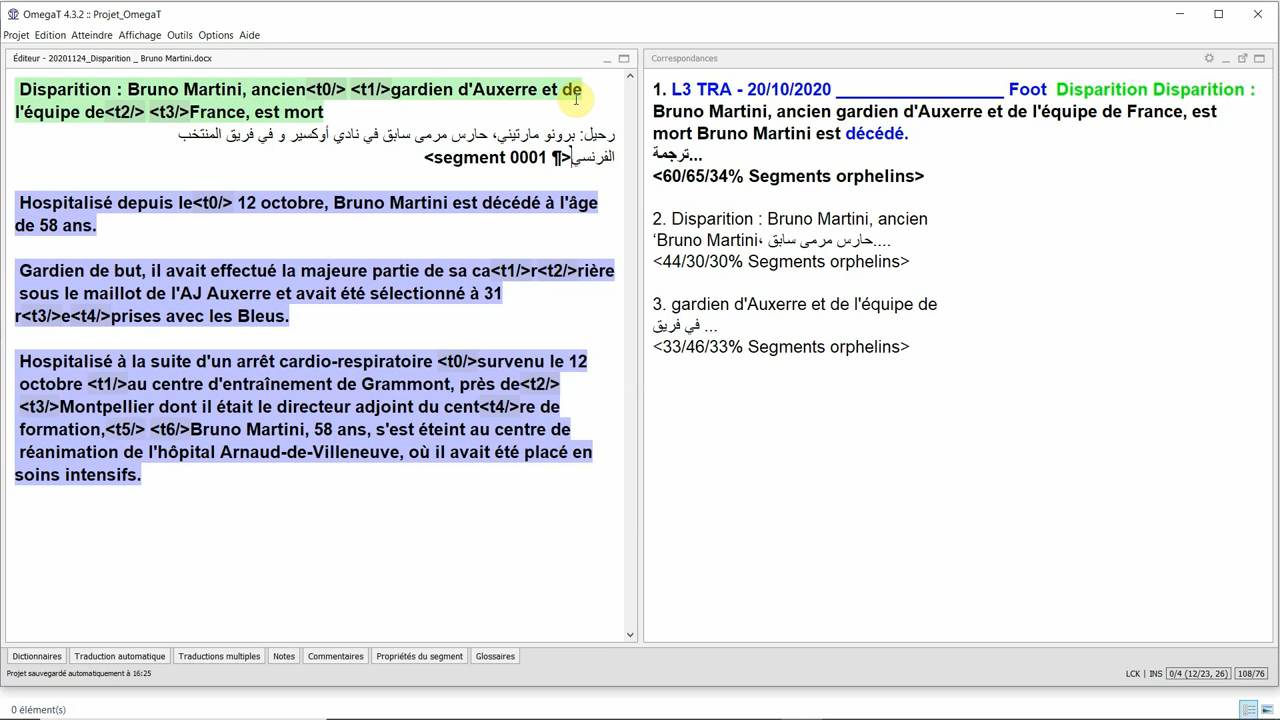 OmegaT 4.3.2 :: Projet_OmegaT
Projet Edition Atteindre Affichage Outils Options Aide
Éditeur - 20201124_Disparition _ Bruno Martini.docx
Disparition : Bruno Martini, ancien<t0/> <t1/>gardien d'Auxerre et de
l'équipe de<t2/> <t3/>France, est mort
رحيل: برونو مارتيني، حارس مرمى سابق في نادي أوكسير و في فريق المنتخب
الفرنسي<segment 0001 ¶>
Hospitalisé depuis le<t0/> 12 octobre, Bruno Martini est décédé à l'âge
de 58 ans.
Gardien de but, il avait effectué la majeure partie de sa ca<t1/>r<t2/>rière
sous le maillot de l'AJ Auxerre et avait été sélectionné à 31
r<t3/>e<t4/>prises avec les Bleus.
Hospitalisé à la suite d'un arrêt cardio-respiratoire <t0/>survenu le 12
octobre <t1/>au centre d'entraînement de Grammont, près de<t2/>
<t3/>Montpellier dont il était le directeur adjoint du cent<t4/>re de
formation,<t5/> <t6/>Bruno Martini, 58 ans, s'est éteint au centre de
réanimation de l'hôpital Arnaud-de-Villeneuve, où il avait été placé en
soins intensifs.
Correspondances
1. L3 TRA - 20/10/2020 __________________ Foot Disparition Disparition :
Bruno Martini, ancien gardien d'Auxerre et de l'équipe de France, est
mort Bruno Martini est décédé.
ترجمة...
<60/65/34% Segments orphelins>
2. Disparition : Bruno Martini, ancien
‘Bruno Martini، حارس مرمى سابق....
<44/30/30% Segments orphelins>
3. gardien d'Auxerre et de l'équipe de
في فريق ...
<33/46/33% Segments orphelins>
Dictionnaires Traduction automatique Traductions multiples Notes Commentaires Propriétés du segment Glossaires
Projet sauvegardé automatiquement à 16:25
LCK | INS 0/4 (12/23, 26) 108/76
0 élément(s)